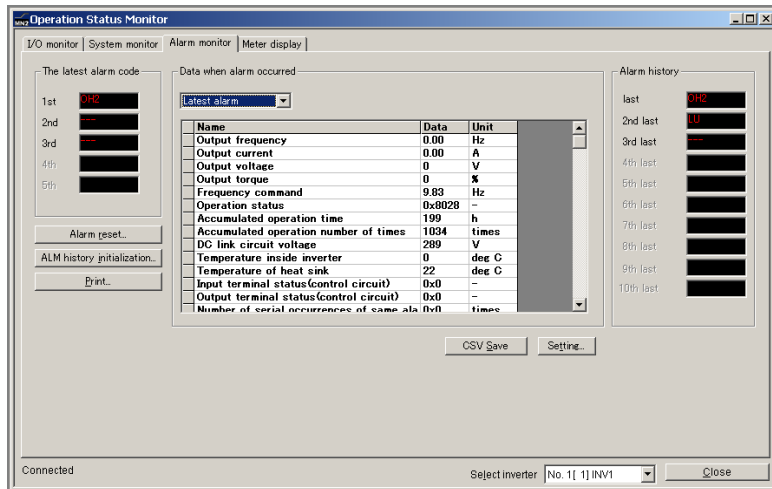 MN2 Operation Status Monitor
I/O monitor System monitor Alarm monitor Meter display
The latest alarm code
1st OH2
2nd ---
3rd ---
4th
5th
Alarm reset...
ALM history initialization...
Print...
Data when alarm occurred
Latest alarm
Name Data Unit
Output frequency 0.00 Hz
Output current 0.00 A
Output voltage 0 V
Output torque 0 %
Frequency command 9.83 Hz
Operation status 0x8028 -
Accumulated operation time 199 h
Accumulated operation number of times 1034 times
DC link circuit voltage 289 V
Temperature inside inverter 0 deg C
Temperature of heat sink 22 deg C
Input terminal status(control circuit) 0x0 -
Output terminal status(control circuit) 0x0 -
Number of serial occurrences of same ala 0x0 times
CSV Save Setting...
Alarm history
last OH2
2nd last LU
3rd last ---
4th last
5th last
6th last
7th last
8th last
9th last
10th last
Connected
Select inverter No. 1[ 1] INV1 Close